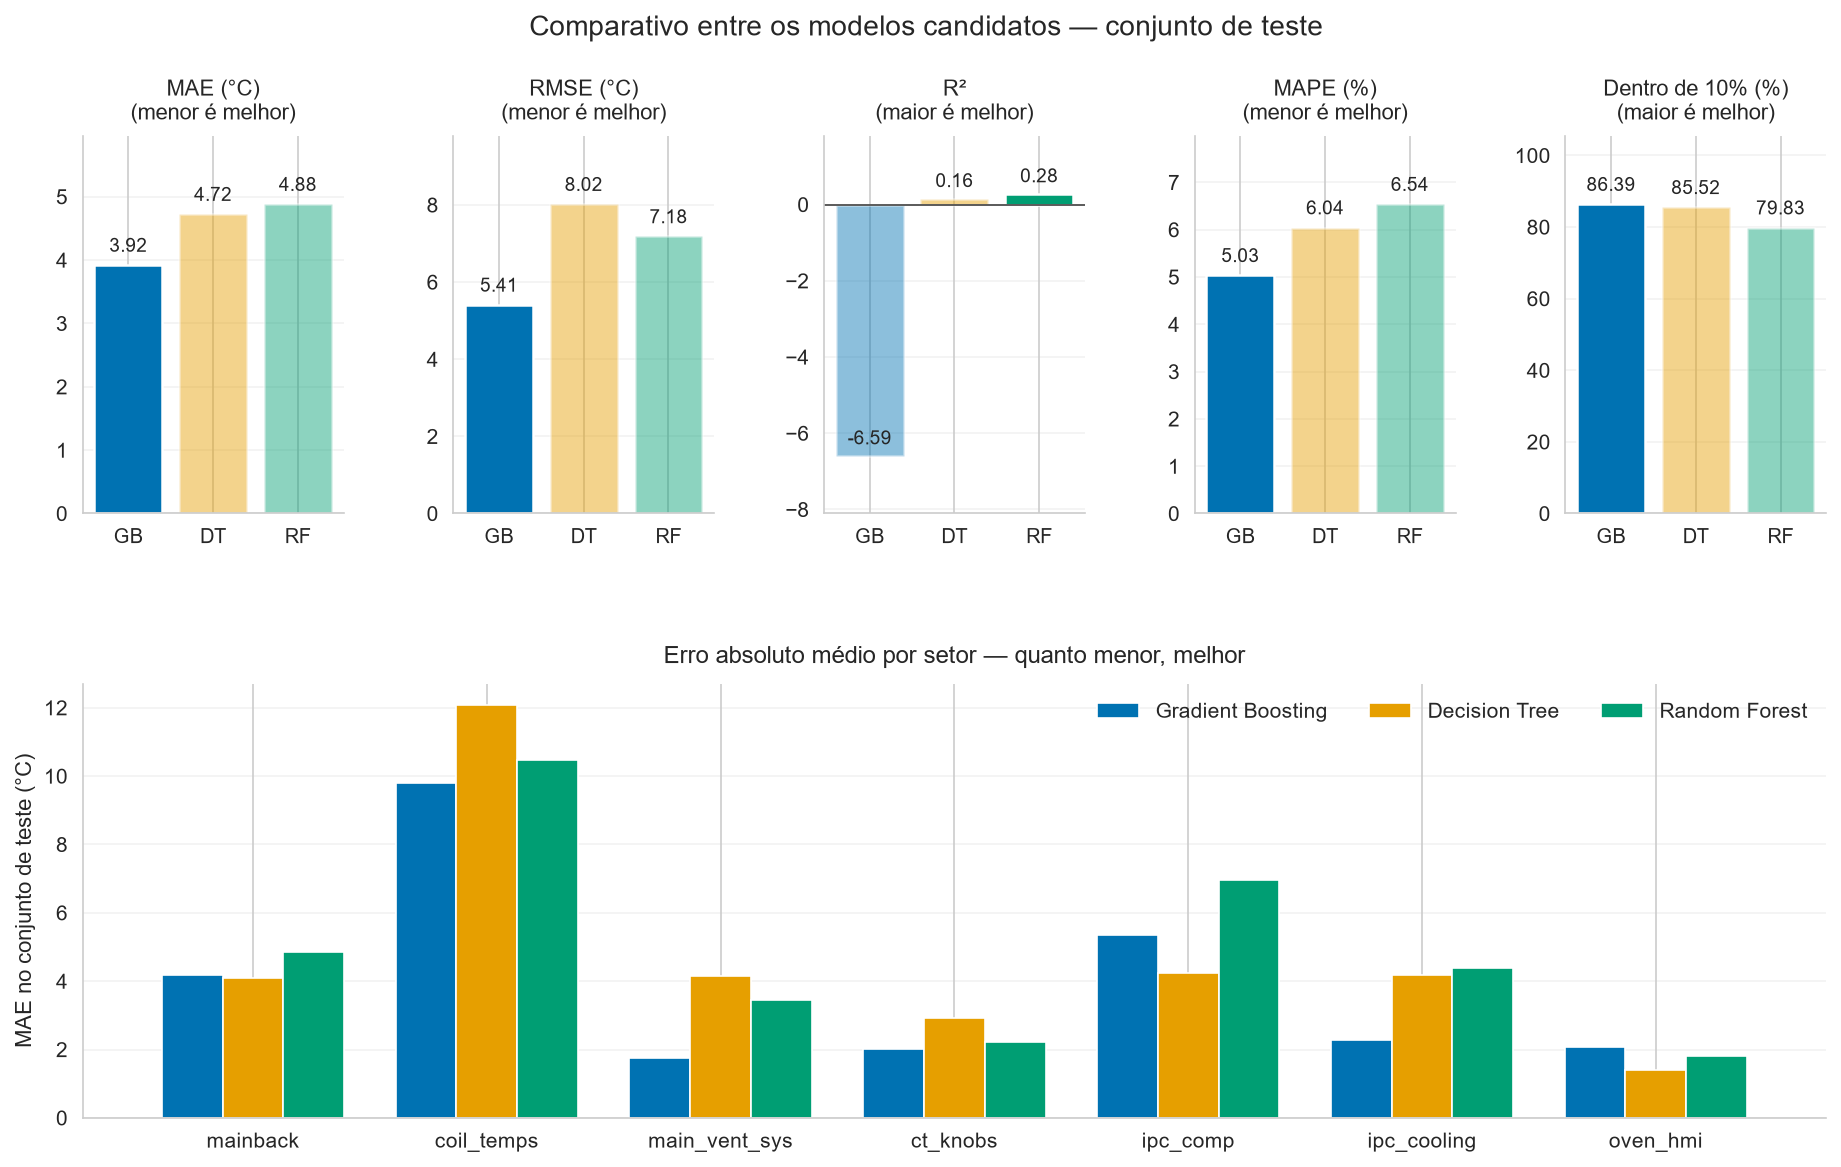 Comparativo entre os modelos candidatos — conjunto de teste
MAE (°C)
(menor é melhor)
5
4
3
2
1
0
3.92
4.72
4.88
GB
DT
RF
RMSE (°C)
(menor é melhor)
8
6
4
2
0
5.41
8.02
7.18
GB
DT
RF
R²
(maior é melhor)
0
−2
−4
−6
−8
-6.59
0.16
0.28
GB
DT
RF
MAPE (%)
(menor é melhor)
7
6
5
4
3
2
1
0
5.03
6.04
6.54
GB
DT
RF
Dentro de 10% (%)
(maior é melhor)
100
80
60
40
20
0
86.39
85.52
79.83
GB
DT
RF
Erro absoluto médio por setor — quanto menor, melhor
MAE no conjunto de teste (°C)
12
10
8
6
4
2
0
Gradient Boosting
Decision Tree
Random Forest
mainback
coil_temps
main_vent_sys
ct_knobs
ipc_comp
ipc_cooling
oven_hmi